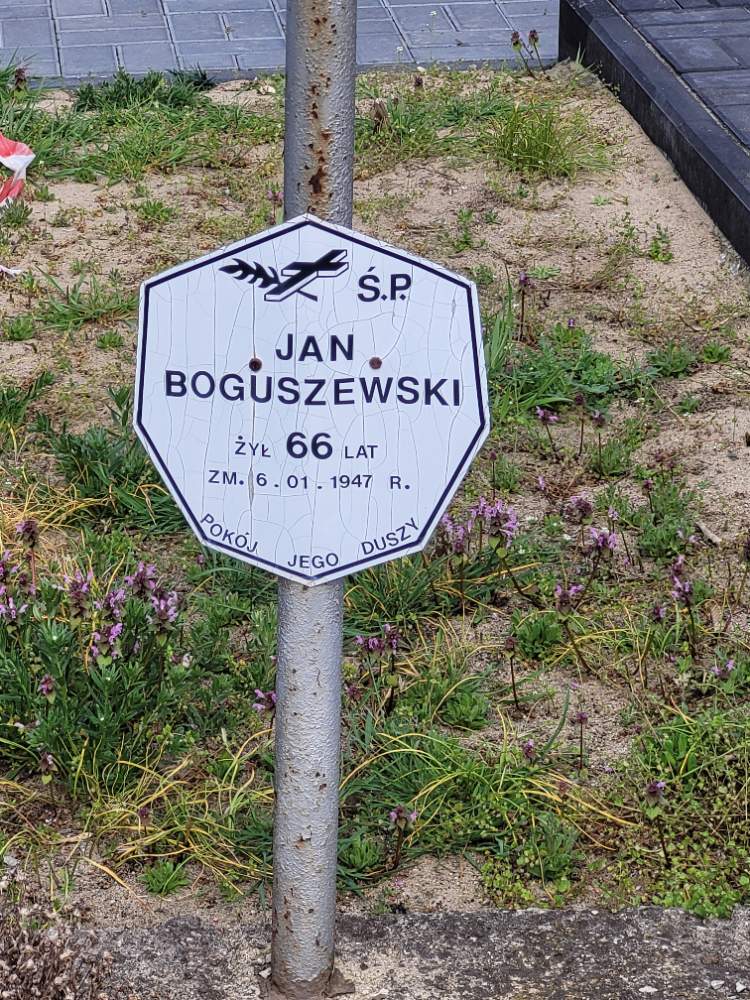 Ś.P.
JAN
BOGUSZEWSKI
ŻYŁ 66 LAT
ZM. 6.01.1947 R.
POKÓJ JEGO DUSZY